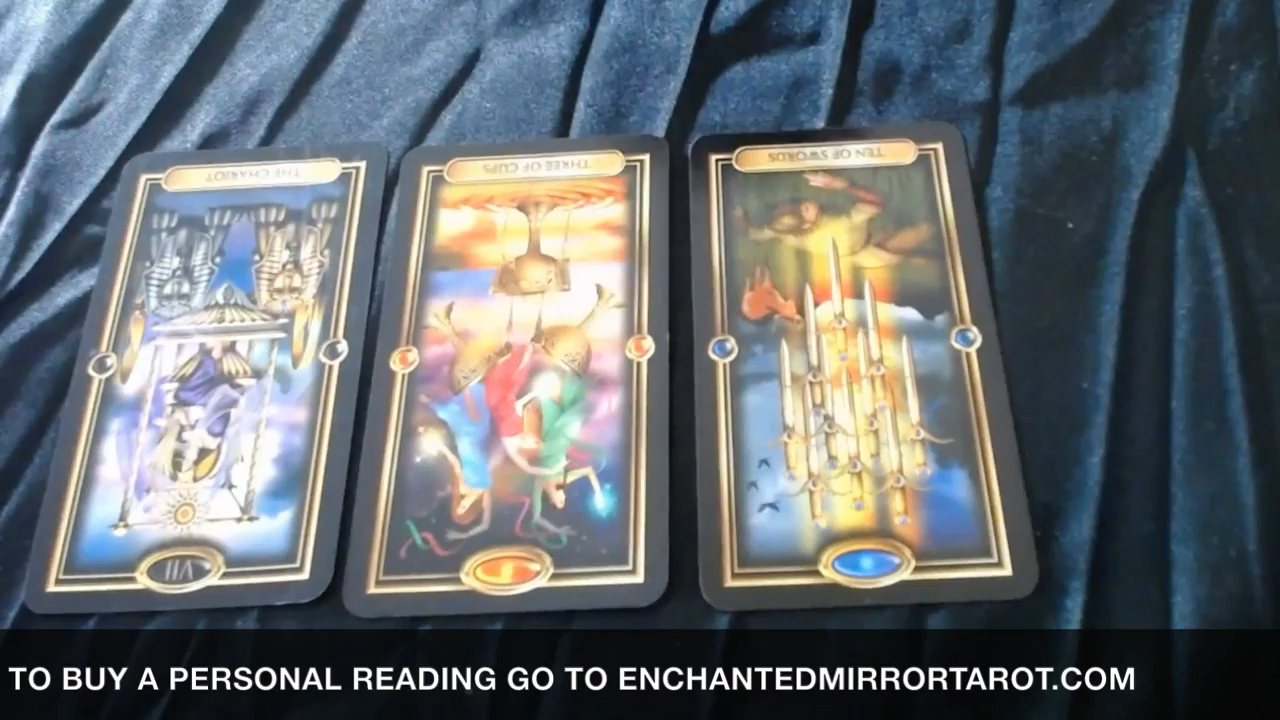 THE CHARIOT
THREE OF CUPS
TEN OF SWORDS
VII
TO BUY A PERSONAL READING GO TO ENCHANTEDMIRRORTAROT.COM